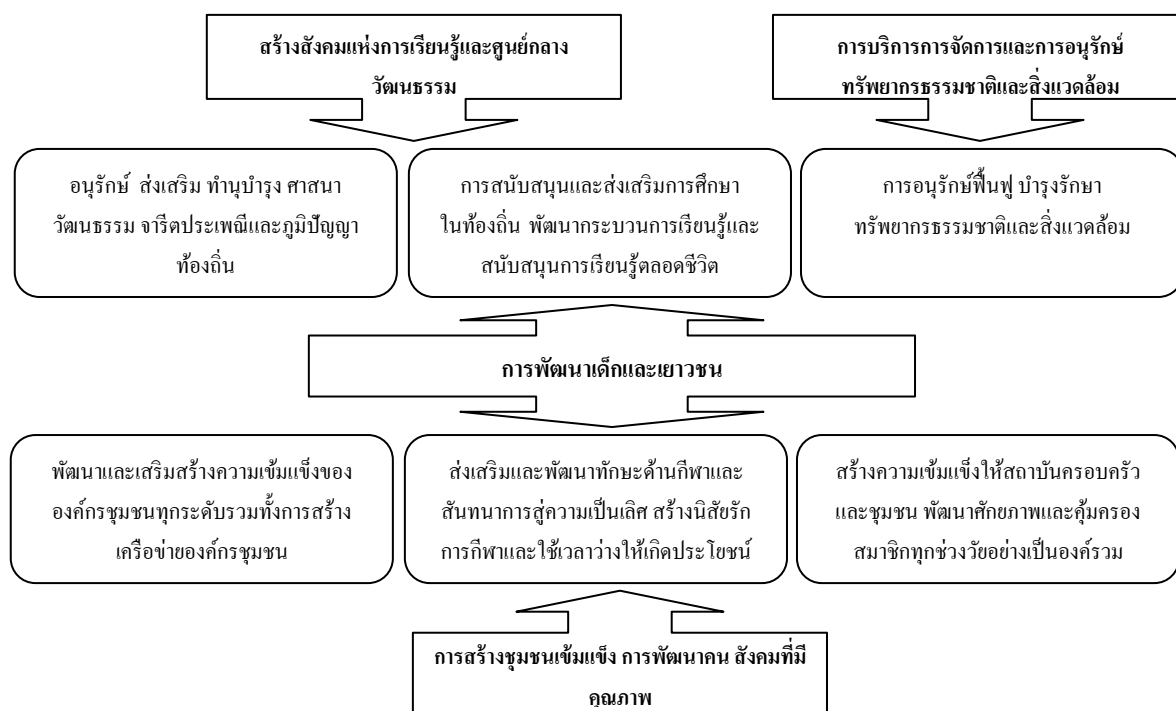 สร้างสังคมแห่งการเรียนรู้และศูนย์กลาง
วัฒนธรรม
การบริการการจัดการและการอนุรักษ์
ทรัพยากรธรรมชาติและสิ่งแวดล้อม
อนุรักษ์ ส่งเสริม ทำนุบำรุง ศาสนา
วัฒนธรรม จารีตประเพณีและภูมิปัญญา
ท้องถิ่น
การสนับสนุนและส่งเสริมการศึกษา
ในท้องถิ่น พัฒนากระบวนการเรียนรู้และ
สนับสนุนการเรียนรู้ตลอดชีวิต
การอนุรักษ์ฟื้นฟู บำรุงรักษา
ทรัพยากรธรรมชาติและสิ่งแวดล้อม
การพัฒนาเด็กและเยาวชน
พัฒนาและเสริมสร้างความเข้มแข็งของ
องค์กรชุมชนทุกระดับรวมทั้งการสร้าง
เครือข่ายองค์กรชุมชน
ส่งเสริมและพัฒนาทักษะด้านกีฬาและ
สันทนาการสู่ความเป็นเลิศ สร้างนิสัยรัก
การกีฬาและใช้เวลาว่างให้เกิดประโยชน์
สร้างความเข้มแข็งให้สถาบันครอบครัว
และชุมชน พัฒนาศักยภาพและคุ้มครอง
สมาชิกทุกช่วงวัยอย่างเป็นองค์รวม
การสร้างชุมชนเข้มแข็ง การพัฒนาคน สังคมที่มี
คุณภาพ